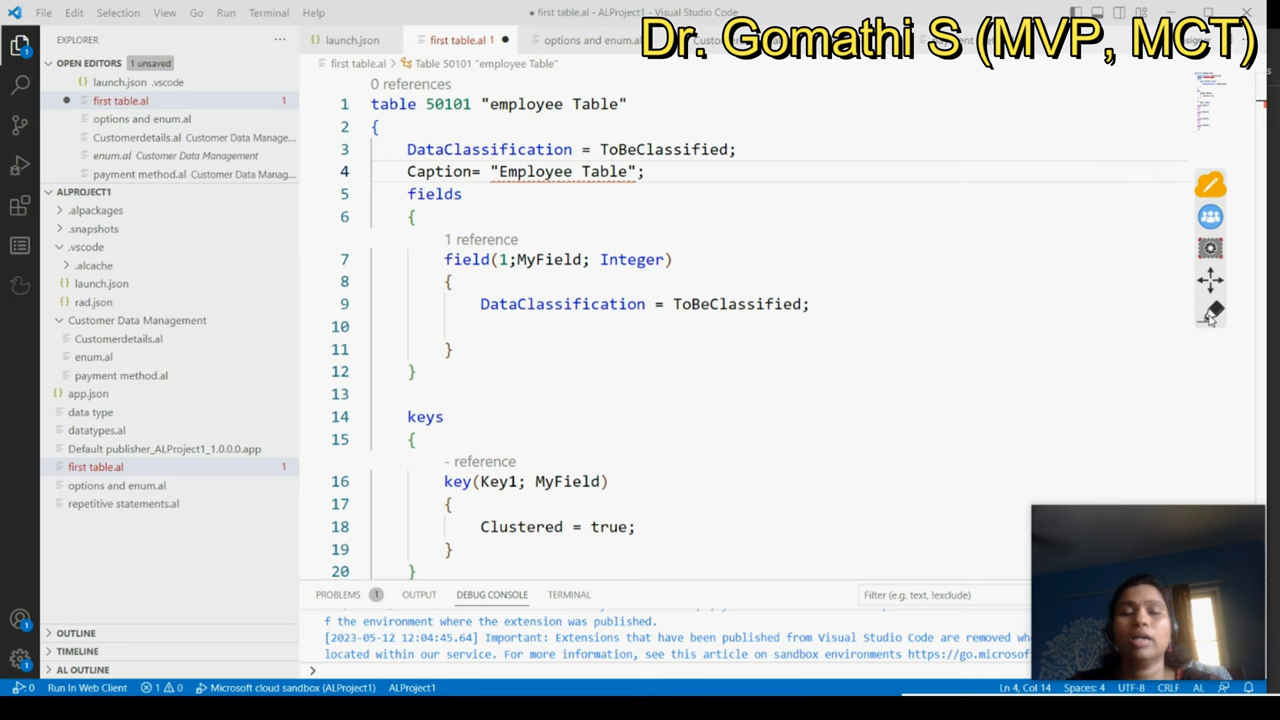 File Edit Selection View Go Run Terminal Help
● first table.al - ALProject1 - Visual Studio Code
Dr. Gomathi S (MVP, MCT)
EXPLORER
OPEN EDITORS 1 unsaved
launch.json .vscode
first table.al 1
options and enum.al
Customerdetails.al Customer Data Manage...
enum.al Customer Data Management
payment method.al Customer Data Manag...
ALPROJECT1
.alpackages
.snapshots
.vscode
.alcache
launch.json
rad.json
Customer Data Management
Customerdetails.al
enum.al
payment method.al
app.json
data type
datatypes.al
Default publisher_ALProject1_1.0.0.0.app
first table.al 1
options and enum.al
repetitive statements.al
OUTLINE
TIMELINE
AL OUTLINE
launch.json first table.al 1 ● options and enum.
first table.al > Table 50101 "employee Table"
0 references
1 table 50101 "employee Table"
2 {
3 DataClassification = ToBeClassified;
4 Caption= "Employee Table";
5 fields
6 {
1 reference
7 field(1;MyField; Integer)
8 {
9 DataClassification = ToBeClassified;
10
11 }
12 }
13
14 keys
15 {
- reference
16 key(Key1; MyField)
17 {
18 Clustered = true;
19 }
20 }
PROBLEMS 1 OUTPUT DEBUG CONSOLE TERMINAL Filter (e.g. text, !exclude)
f the environment where the extension was published.
[2023-05-12 12:04:45.64] Important: Extensions that have been published from Visual Studio Code are removed
located within our service. For more information, see this article on sandbox environments https://go.microsof
>
0 Run In Web Client 1 0 Microsoft cloud sandbox (ALProject1) ALProject1 Ln 4, Col 14 Spaces: 4 UTF-8 CRLF AL